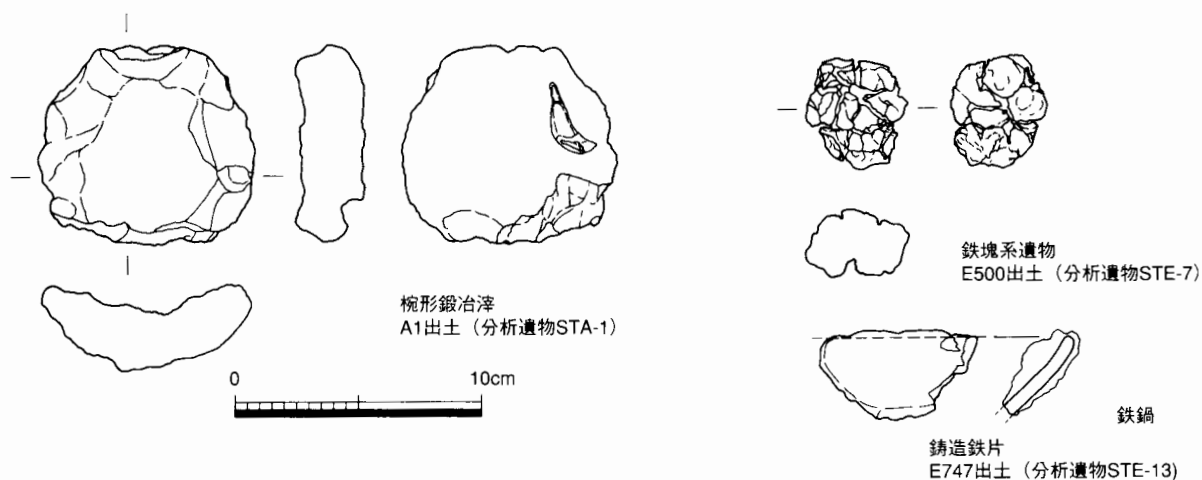 椀形鍛冶滓
A1出土（分析遺物STA-1）
0 10cm
鉄塊系遺物
E500出土（分析遺物STE-7）
鉄鍋
鋳造鉄片
E747出土（分析遺物STE-13）